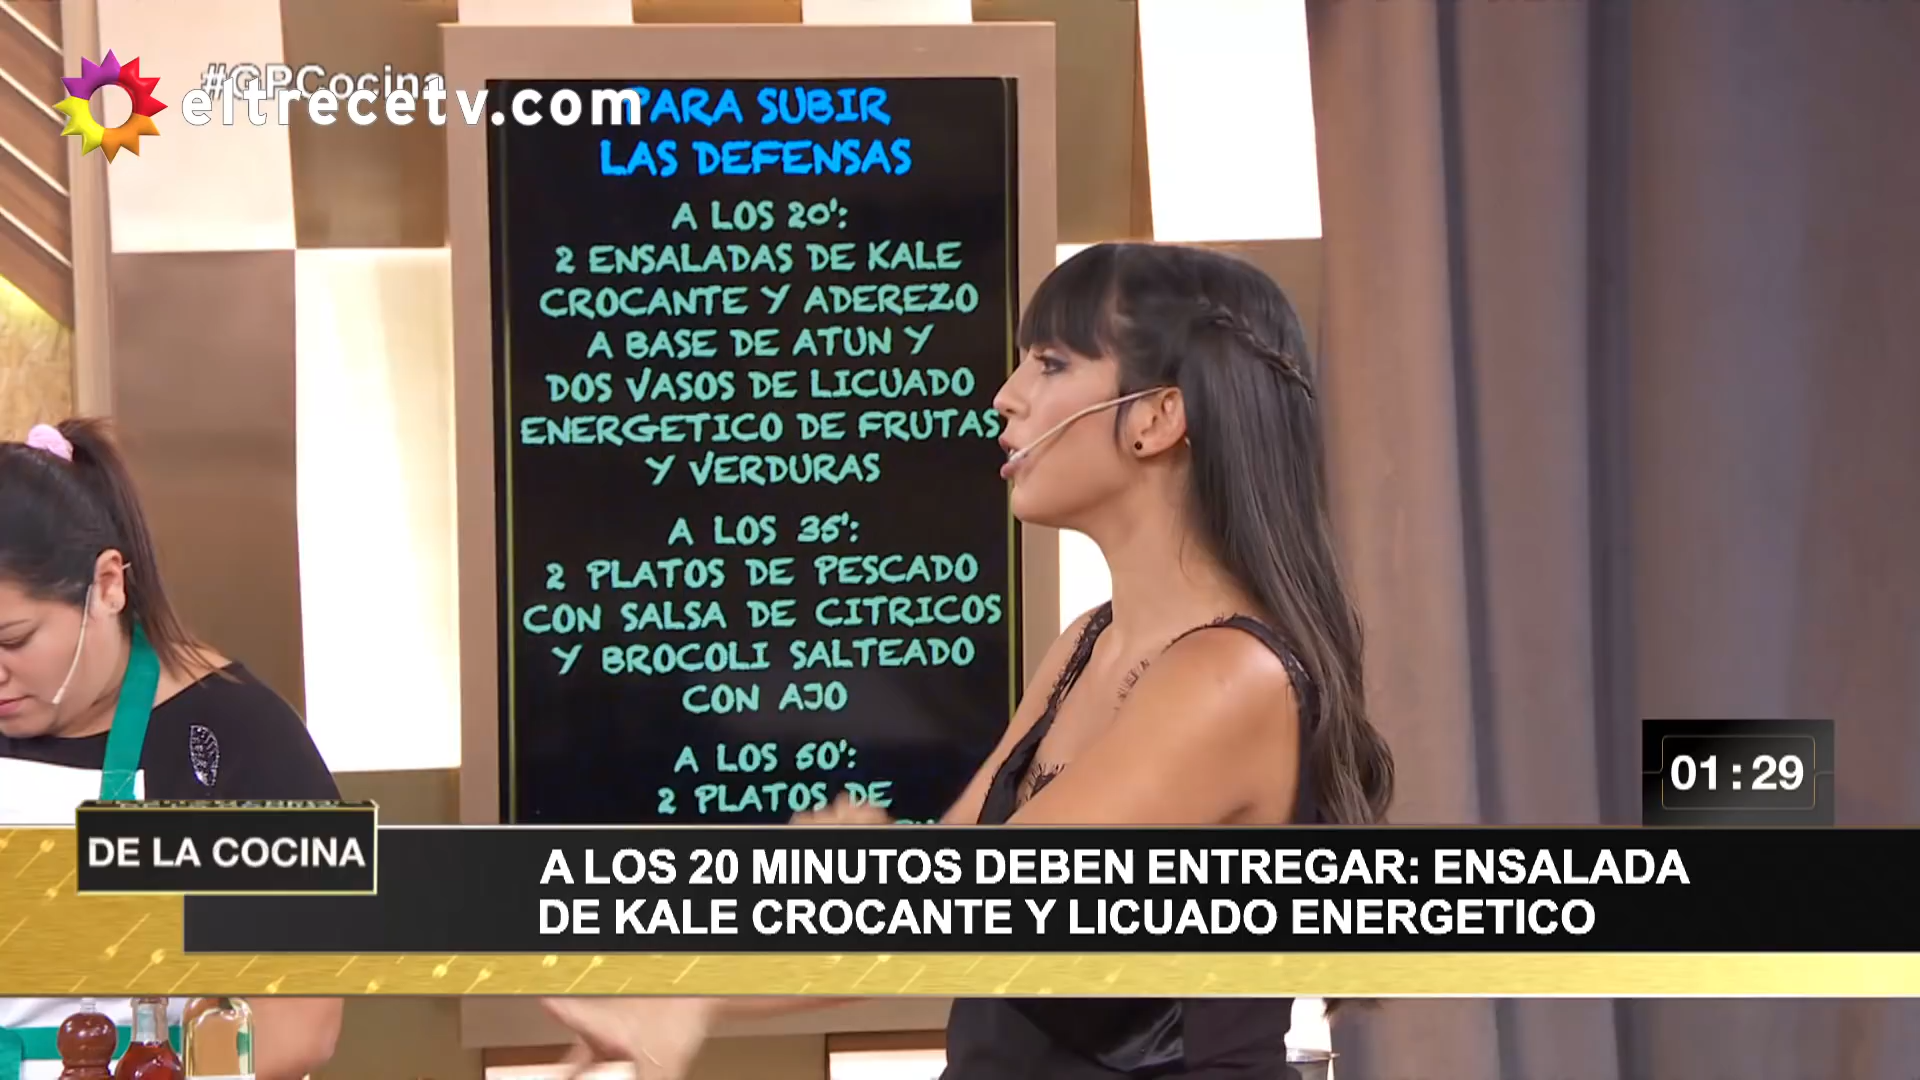 #GPCocina
eltrecetv.com
PARA SUBIR
LAS DEFENSAS
A LOS 20':
2 ENSALADAS DE KALE
CROCANTE Y ADEREZO
A BASE DE ATUN Y
DOS VASOS DE LICUADO
ENERGETICO DE FRUTAS
Y VERDURAS
A LOS 35':
2 PLATOS DE PESCADO
CON SALSA DE CITRICOS
Y BROCOLI SALTEADO
CON AJO
A LOS 60':
2 PLATOS DE
01:29
DE LA COCINA
A LOS 20 MINUTOS DEBEN ENTREGAR: ENSALADA
DE KALE CROCANTE Y LICUADO ENERGETICO